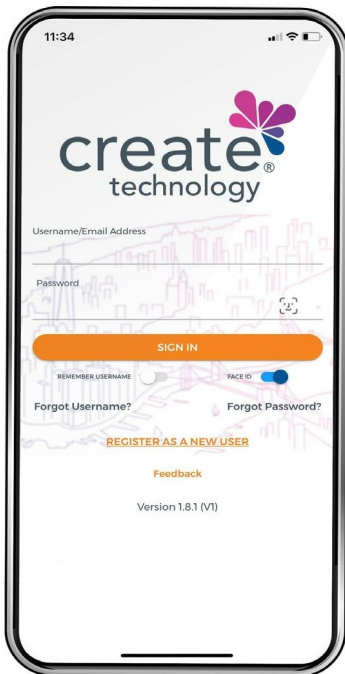 11:34
create®
technology
Username/Email Address
Password
SIGN IN
REMEMBER USERNAME FACE ID
Forgot Username? Forgot Password?
REGISTER AS A NEW USER
Feedback
Version 1.8.1 (V1)